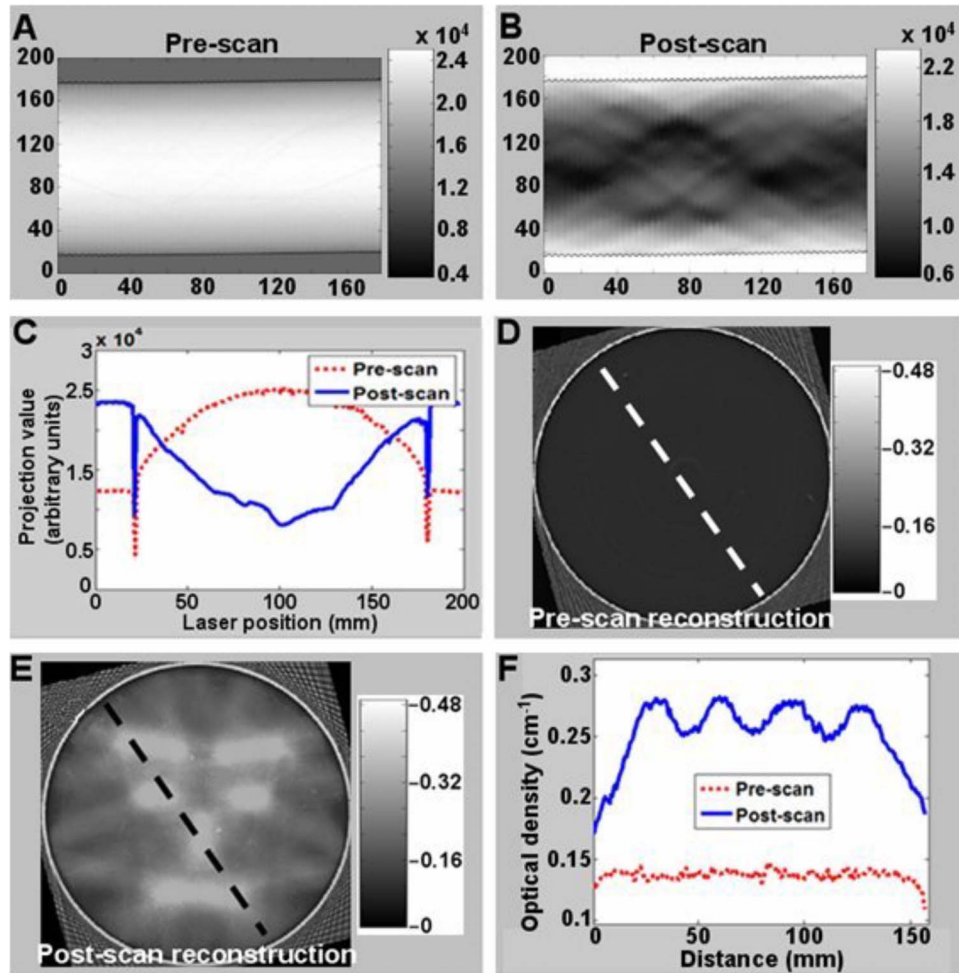 A
Pre-scan
x 10⁴
200
160
120
80
40
0
0 40 80 120 160
2.4
2.0
1.6
1.2
0.8
0.4
B
Post-scan
x 10⁴
200
160
120
80
40
0
0 40 80 120 160
2.2
1.8
1.4
1.0
0.6
C
x 10⁴
3
2.5
2
1.5
1
0.5
0
Projection value
(arbitrary units)
Pre-scan
Post-scan
0 50 100 150 200
Laser position (mm)
D
-0.48
-0.32
-0.16
-0
Pre-scan reconstruction
E
-0.48
-0.32
-0.16
-0
Post-scan reconstruction
F
0.3
0.25
0.2
0.15
0.1
Optical density (cm⁻¹)
Pre-scan
Post-scan
0 50 100 150
Distance (mm)